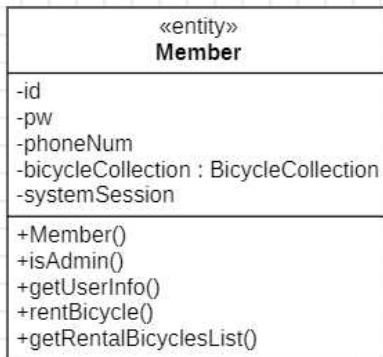 «entity»
Member
-id
-pw
-phoneNum
-bicycleCollection : BicycleCollection
-systemSession
+Member()
+isAdmin()
+getUserInfo()
+rentBicycle()
+getRentalBicyclesList()